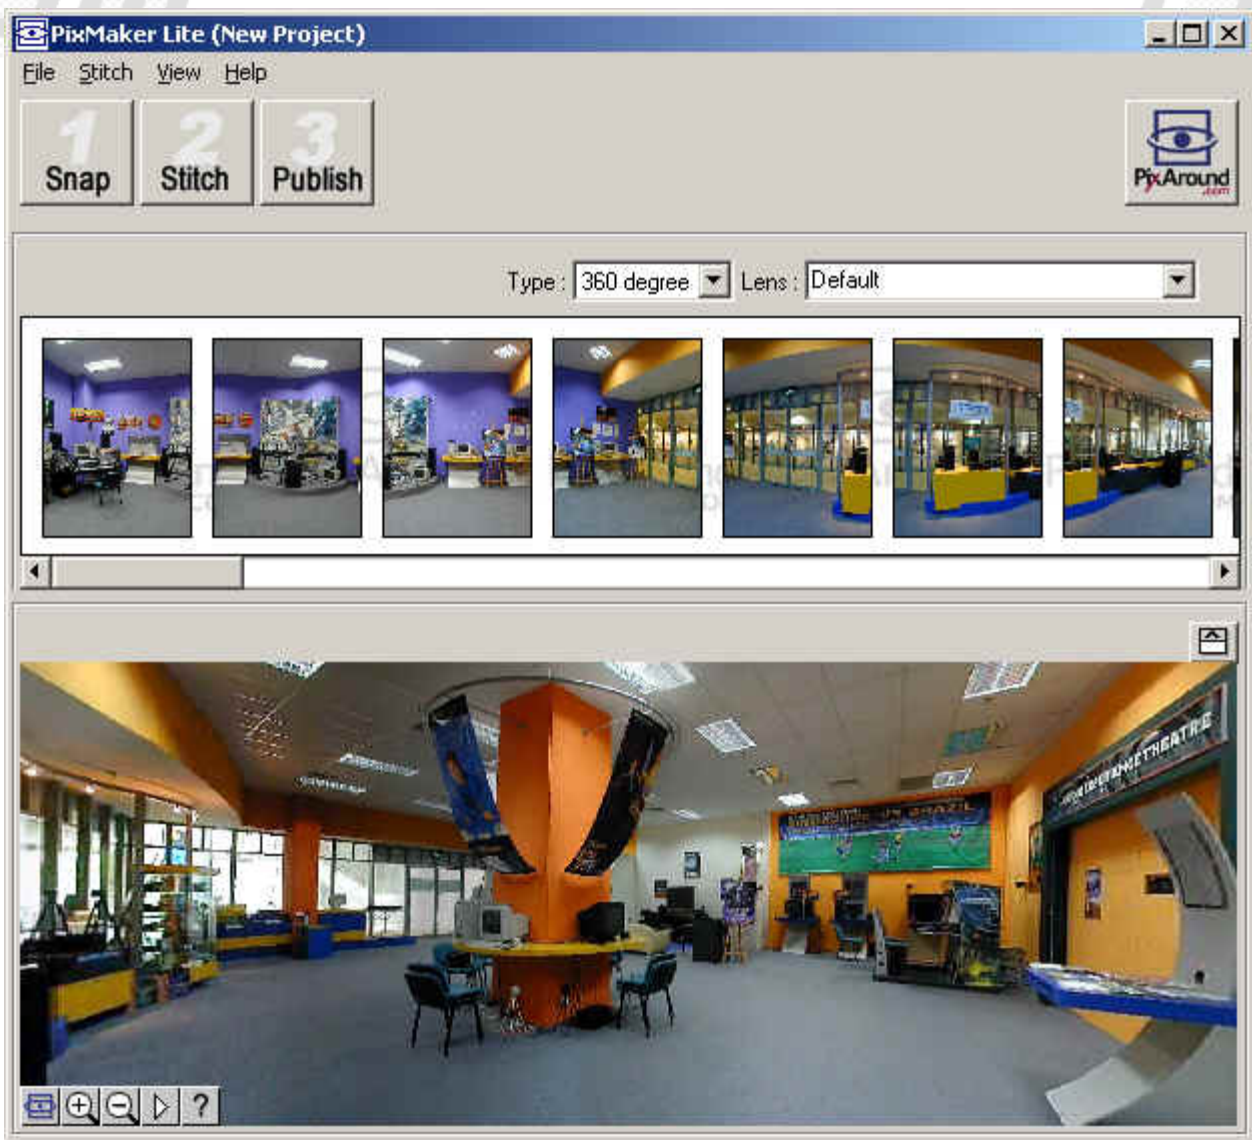 PixMaker Lite (New Project)
File Stitch View Help
1 Snap
2 Stitch
3 Publish
PixAround
.com
Type : 360 degree Lens : Default
THEATRE
?